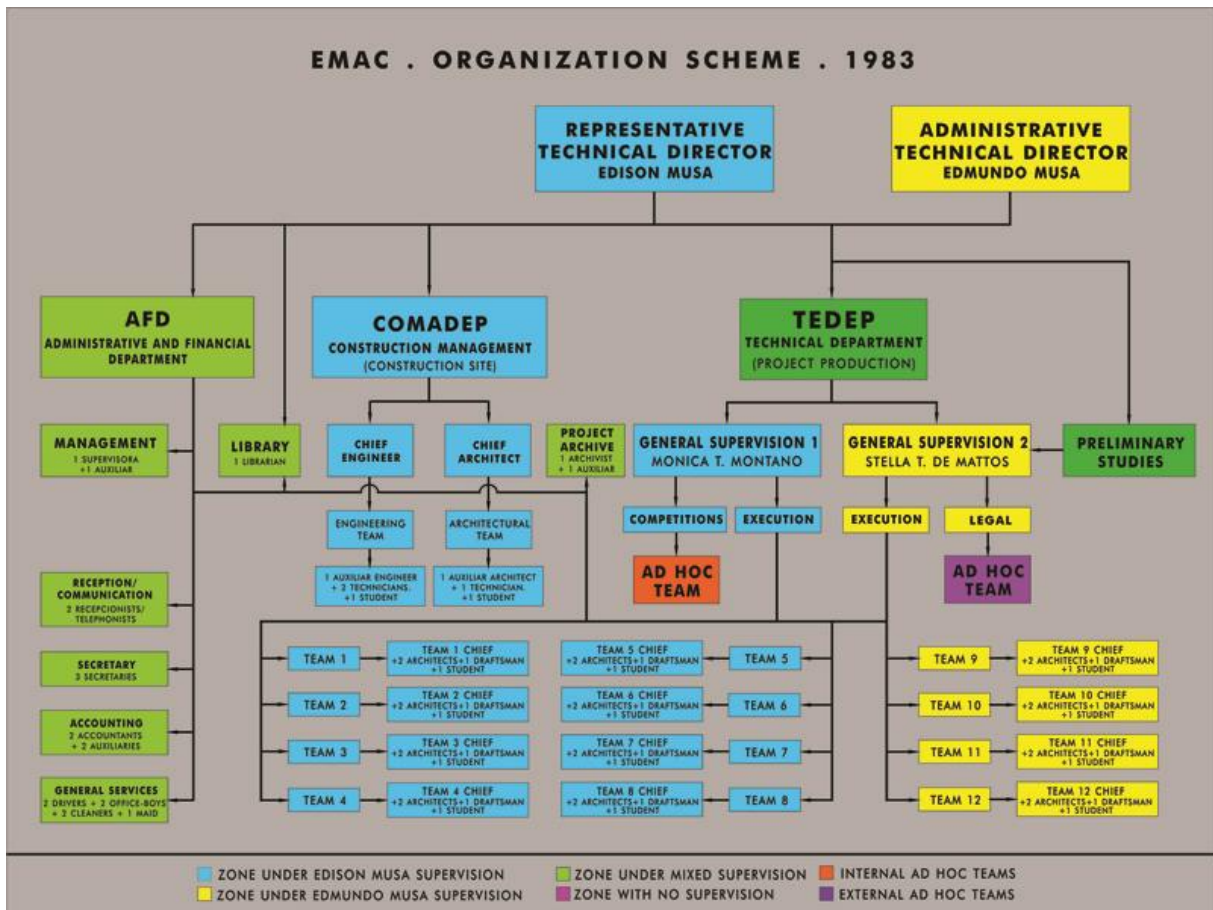 EMAC . ORGANIZATION SCHEME . 1983
REPRESENTATIVE
TECHNICAL DIRECTOR
EDISON MUSA
ADMINISTRATIVE
TECHNICAL DIRECTOR
EDMUNDO MUSA
AFD
ADMINISTRATIVE AND FINANCIAL
DEPARTMENT
COMADEP
CONSTRUCTION MANAGEMENT
(CONSTRUCTION SITE)
TEDEP
TECHNICAL DEPARTMENT
(PROJECT PRODUCTION)
MANAGEMENT
1 SUPERVISORA
+1 AUXILIAR
LIBRARY
1 LIBRARIAN
CHIEF
ENGINEER
CHIEF
ARCHITECT
PROJECT
ARCHIVE
1 ARCHIVIST
+ 1 AUXILIAR
GENERAL SUPERVISION 1
MONICA T. MONTANO
GENERAL SUPERVISION 2
STELLA T. DE MATTOS
PRELIMINARY
STUDIES
ENGINEERING
TEAM
ARCHITECTURAL
TEAM
COMPETITIONS
EXECUTION
EXECUTION
LEGAL
1 AUXILIAR ENGINEER
+ 2 TECHNICIANS.
+1 STUDENT
1 AUXILIAR ARCHITECT
+ 1 TECHNICIAN.
+1 STUDENT
AD HOC
TEAM
AD HOC
TEAM
RECEPTION/
COMMUNICATION
2 RECEPCIONISTS/
TELEPHONISTS
SECRETARY
3 SECRETARIES
ACCOUNTING
2 ACCOUNTANTS
+ 2 AUXILIARIES
GENERAL SERVICES
2 DRIVERS + 2 OFFICE-BOYS
+ 2 CLEANERS + 1 MAID
TEAM 1
TEAM 1 CHIEF
+2 ARCHITECTS+1 DRAFTSMAN
+1 STUDENT
TEAM 2
TEAM 2 CHIEF
+2 ARCHITECTS+1 DRAFTSMAN
+1 STUDENT
TEAM 3
TEAM 3 CHIEF
+2 ARCHITECTS+1 DRAFTSMAN
+1 STUDENT
TEAM 4
TEAM 4 CHIEF
+2 ARCHITECTS+1 DRAFTSMAN
+1 STUDENT
TEAM 5 CHIEF
+2 ARCHITECTS+1 DRAFTSMAN
+1 STUDENT
TEAM 5
TEAM 6 CHIEF
+2 ARCHITECTS+1 DRAFTSMAN
+1 STUDENT
TEAM 6
TEAM 7 CHIEF
+2 ARCHITECTS+1 DRAFTSMAN
+1 STUDENT
TEAM 7
TEAM 8 CHIEF
+2 ARCHITECTS+1 DRAFTSMAN
+1 STUDENT
TEAM 8
TEAM 9
TEAM 9 CHIEF
+2 ARCHITECTS+1 DRAFTSMAN
+1 STUDENT
TEAM 10
TEAM 10 CHIEF
+2 ARCHITECTS+1 DRAFTSMAN
+1 STUDENT
TEAM 11
TEAM 11 CHIEF
+2 ARCHITECTS+1 DRAFTSMAN
+1 STUDENT
TEAM 12
TEAM 12 CHIEF
+2 ARCHITECTS+1 DRAFTSMAN
+1 STUDENT
ZONE UNDER EDISON MUSA SUPERVISION
ZONE UNDER EDMUNDO MUSA SUPERVISION
ZONE UNDER MIXED SUPERVISION
ZONE WITH NO SUPERVISION
INTERNAL AD HOC TEAMS
EXTERNAL AD HOC TEAMS